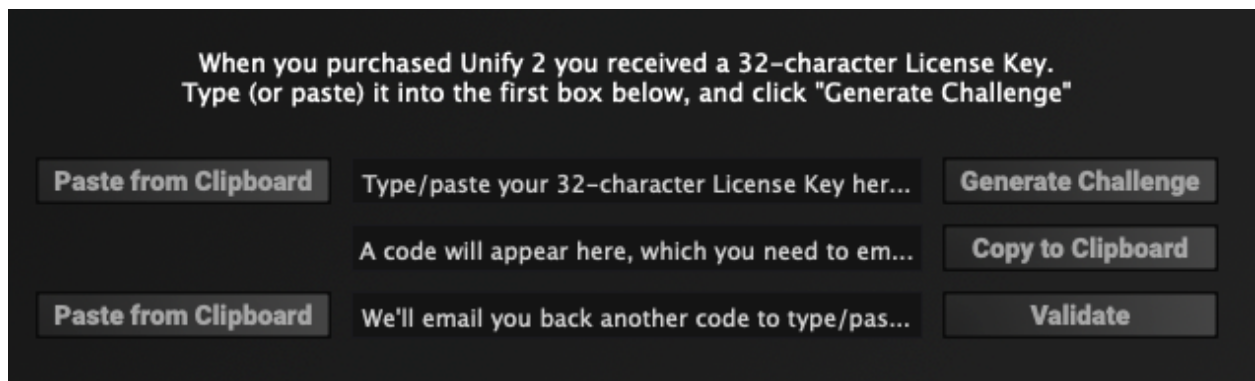 When you purchased Unify 2 you received a 32-character License Key.
Type (or paste) it into the first box below, and click "Generate Challenge"
Paste from Clipboard Type/paste your 32-character License Key her... Generate Challenge
A code will appear here, which you need to em... Copy to Clipboard
Paste from Clipboard We'll email you back another code to type/pas... Validate